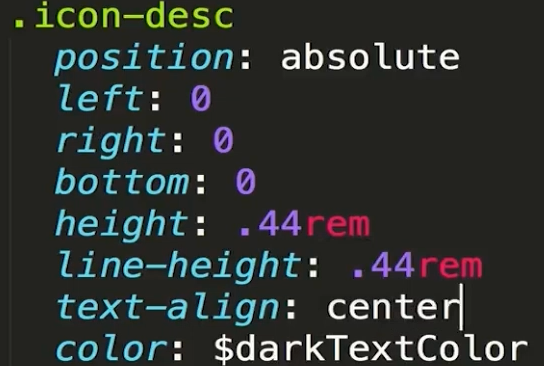 .icon-desc
position: absolute
left: 0
right: 0
bottom: 0
height: .44rem
line-height: .44rem
text-align: center
color: $darkTextColor